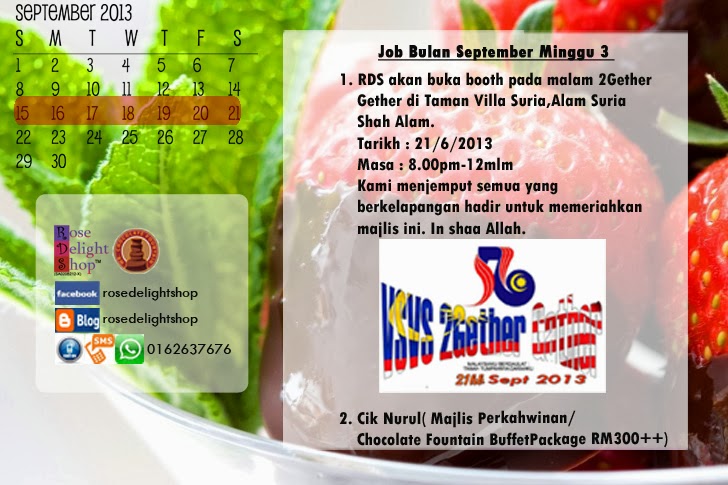 SEPTEMBER 2013
S M T W T F S
1 2 3 4 5 6 7
8 9 10 11 12 13 14
15 16 17 18 19 20 21
22 23 24 25 26 27 28
29 30
Rose
Delight
Shop™
facebook rosedelightshop
Blog rosedelightshop
SMS 0162637676
Job Bulan September Minggu 3
1. RDS akan buka booth pada malam 2Gether
Gether di Taman Villa Suria,Alam Suria
Shah Alam.
Tarikh : 21/6/2013
Masa : 8.00pm-12mlm
Kami menjemput semua yang
berkelapangan hadir untuk memeriahkan
majlis ini. In shaa Allah.
VSVS 2Gether Gether
21hb Sept 2013
2. Cik Nurul( Majlis Perkahwinan/
Chocolate Fountain BuffetPackage RM300++)